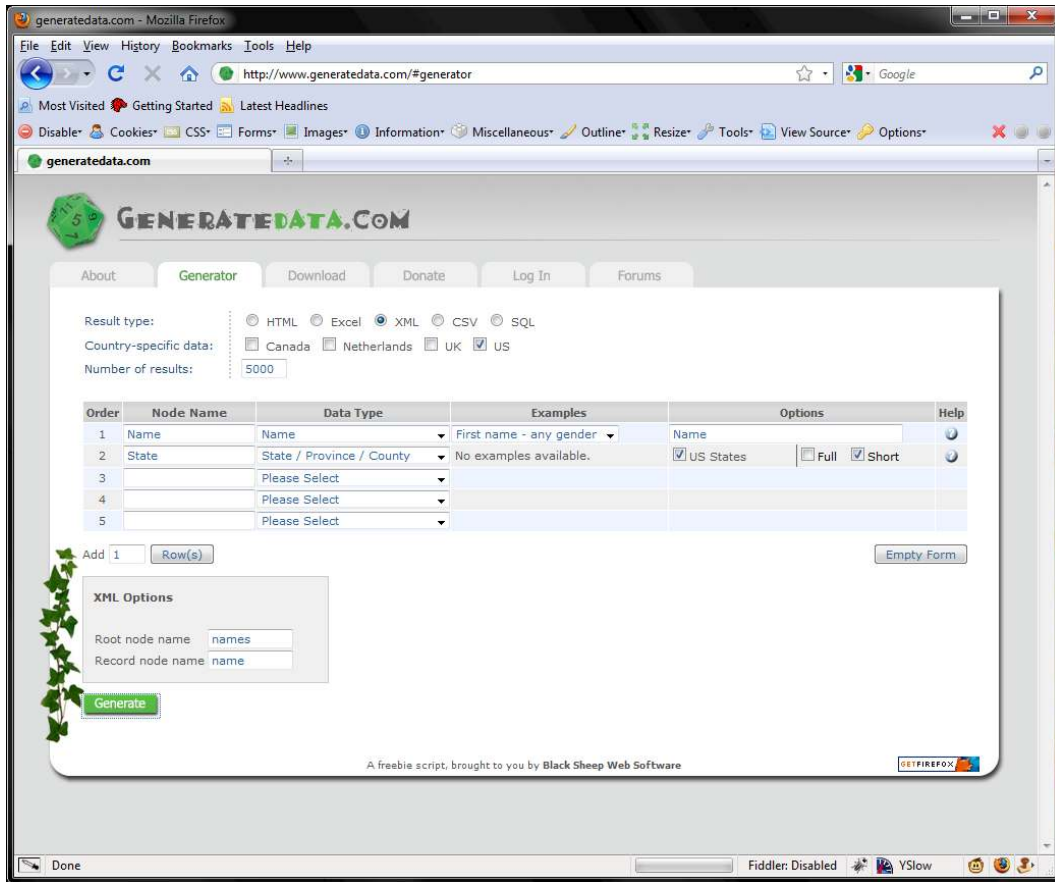 generatedata.com - Mozilla Firefox
File Edit View History Bookmarks Tools Help
http://www.generatedata.com/#generator
Google
Most Visited Getting Started Latest Headlines
Disable Cookies CSS Forms Images Information Miscellaneous Outline Resize Tools View Source Options
generatedata.com
5
GENERATEDATA.COM
About Generator Download Donate Log In Forums
Result type: HTML Excel XML CSV SQL
Country-specific data: Canada Netherlands UK US
Number of results: 5000
Order Node Name Data Type Examples Options Help
1 Name Name First name - any gender Name
2 State State / Province / County No examples available. US States Full Short
3 Please Select
4 Please Select
5 Please Select
Add 1 Row(s) Empty Form
XML Options
Root node name names
Record node name name
Generate
A freebie script, brought to you by Black Sheep Web Software
GETFIREFOX
Done Fiddler: Disabled YSlow